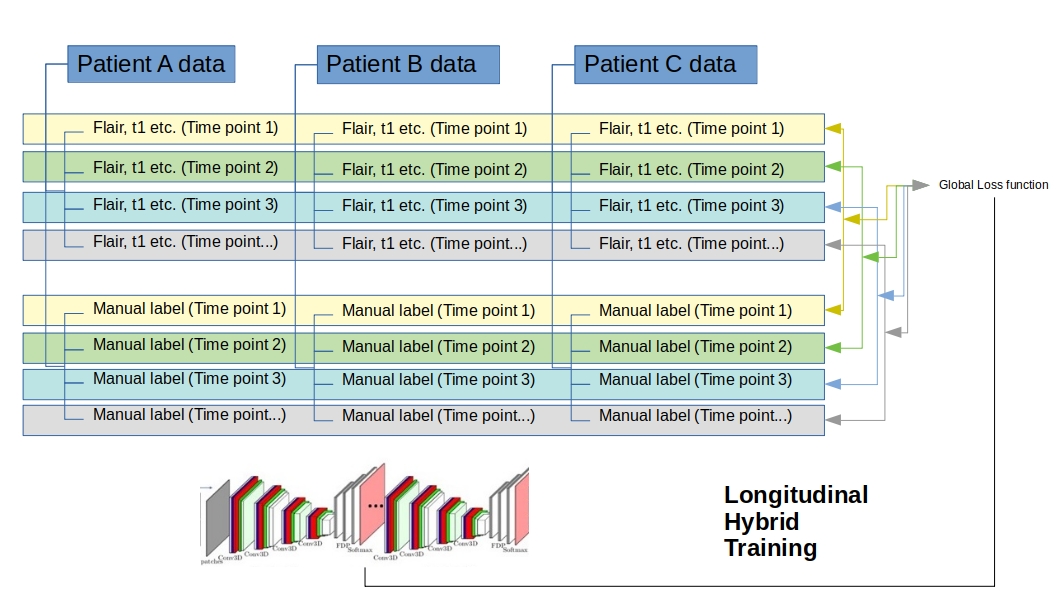 Patient A data
Patient B data
Patient C data
Flair, t1 etc. (Time point 1)
Flair, t1 etc. (Time point 1)
Flair, t1 etc. (Time point 1)
Flair, t1 etc. (Time point 2)
Flair, t1 etc. (Time point 2)
Flair, t1 etc. (Time point 2)
Global Loss function
Flair, t1 etc. (Time point 3)
Flair, t1 etc. (Time point 3)
Flair, t1 etc. (Time point 3)
Flair, t1 etc. (Time point...)
Flair, t1 etc. (Time point...)
Flair, t1 etc. (Time point...)
Manual label (Time point 1)
Manual label (Time point 1)
Manual label (Time point 1)
Manual label (Time point 2)
Manual label (Time point 2)
Manual label (Time point 2)
Manual label (Time point 3)
Manual label (Time point 3)
Manual label (Time point 3)
Manual label (Time point...)
Manual label (Time point...)
Manual label (Time point...)
...
patches
Conv3D
Conv3D
Conv3D
Conv3D
FDP
Softmax
Conv3D
Conv3D
Conv3D
Conv3D
FDP
Softmax
Longitudinal
Hybrid
Training